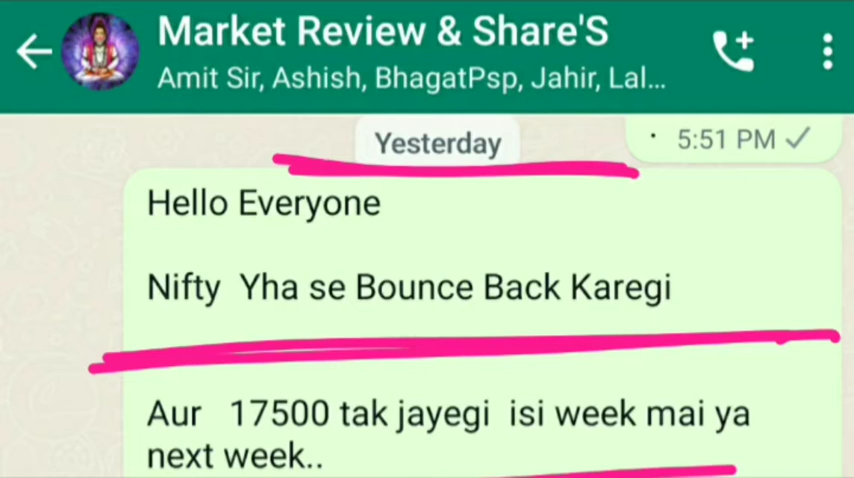 Market Review & Share'S
Amit Sir, Ashish, BhagatPsp, Jahir, Lal...
5:51 PM
Yesterday
Hello Everyone
Nifty Yha se Bounce Back Karegi
Aur 17500 tak jayegi isi week mai ya
next week..